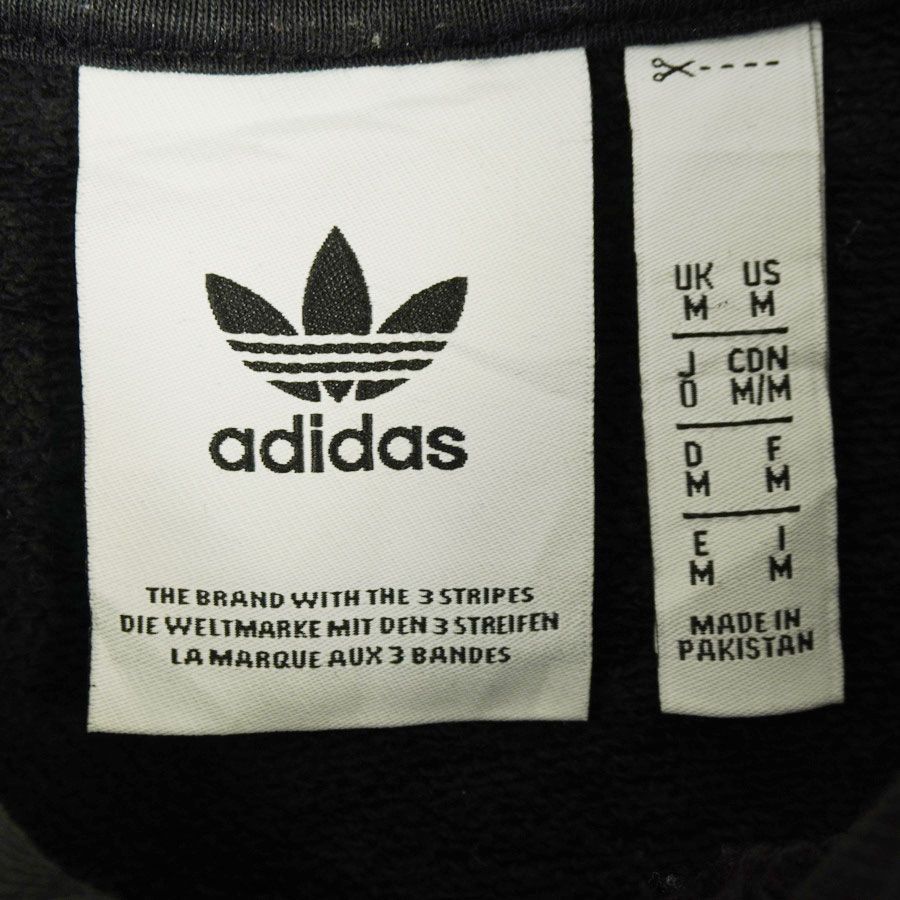 adidas
THE BRAND WITH THE 3 STRIPES
DIE WELTMARKE MIT DEN 3 STREIFEN
LA MARQUE AUX 3 BANDES
UK US
M M
J CDN
O M/M
D F
M M
E I
M M
MADE IN
PAKISTAN